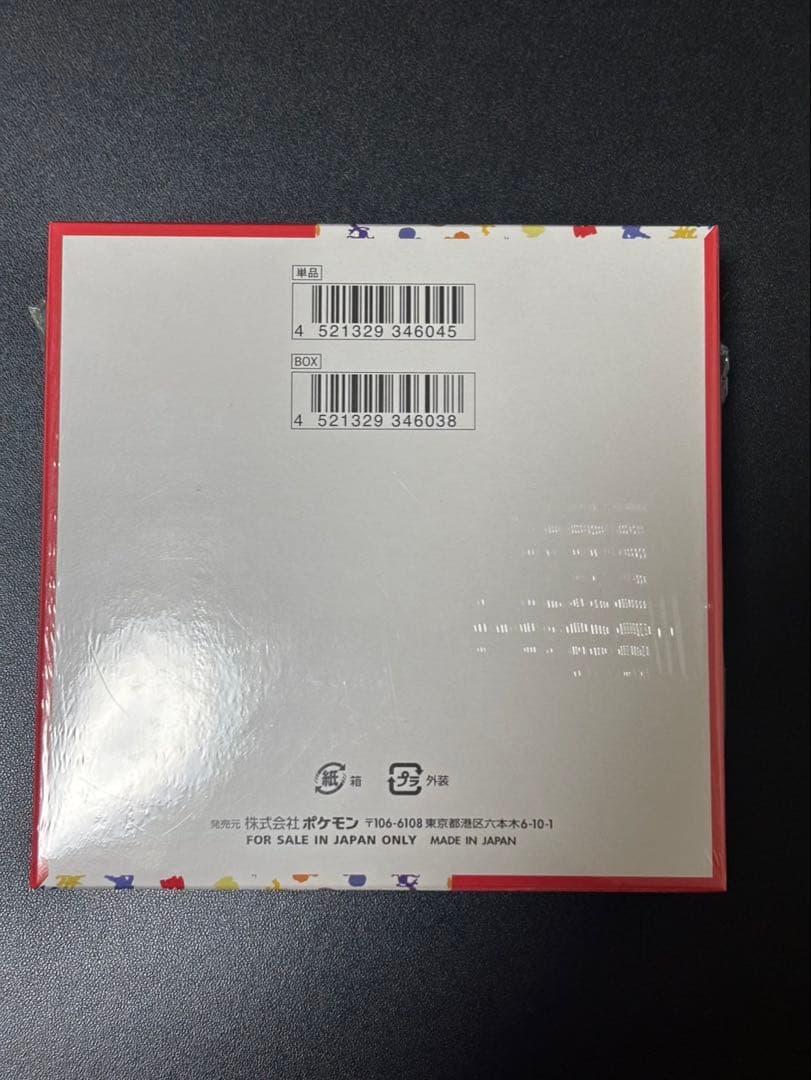 単品
4 521329 346045
BOX
4 521329 346038
紙 箱 プラ 外装
発売元 株式会社 ポケモン 〒106-6108 東京都港区六本木6-10-1
FOR SALE IN JAPAN ONLY MADE IN JAPAN